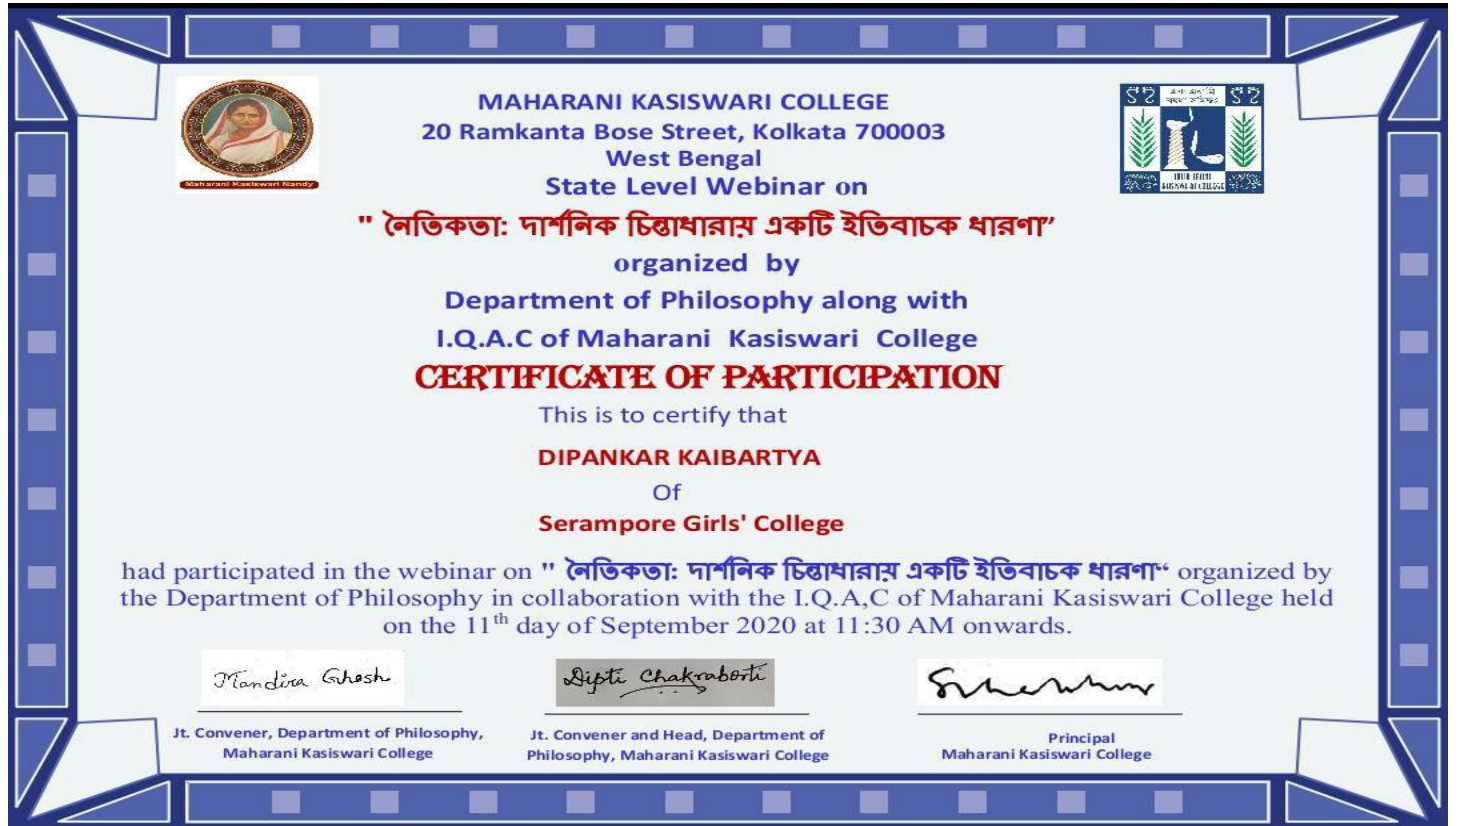 MAHARANI KASISWARI COLLEGE
20 Ramkanta Bose Street, Kolkata 700003
West Bengal
State Level Webinar on
" নৈতিকতা: দার্শনিক চিন্তাধারায় একটি ইতিবাচক ধারণা”
organized by
Department of Philosophy along with
I.Q.A.C of Maharani Kasiswari College
CERTIFICATE OF PARTICIPATION
This is to certify that
DIPANKAR KAIBARTYA
Of
Serampore Girls' College
had participated in the webinar on " নৈতিকতা: দার্শনিক চিন্তাধারায় একটি ইতিবাচক ধারণা“ organized by
the Department of Philosophy in collaboration with the I.Q.A,C of Maharani Kasiswari College held
on the 11th day of September 2020 at 11:30 AM onwards.
Mandira Ghosh
Jt. Convener, Department of Philosophy,
Maharani Kasiswari College
Dipti Chakraborti
Jt. Convener and Head, Department of
Philosophy, Maharani Kasiswari College
Principal
Maharani Kasiswari College
Maharani Kasiswari Nandy
KASISWARI COLLEGE